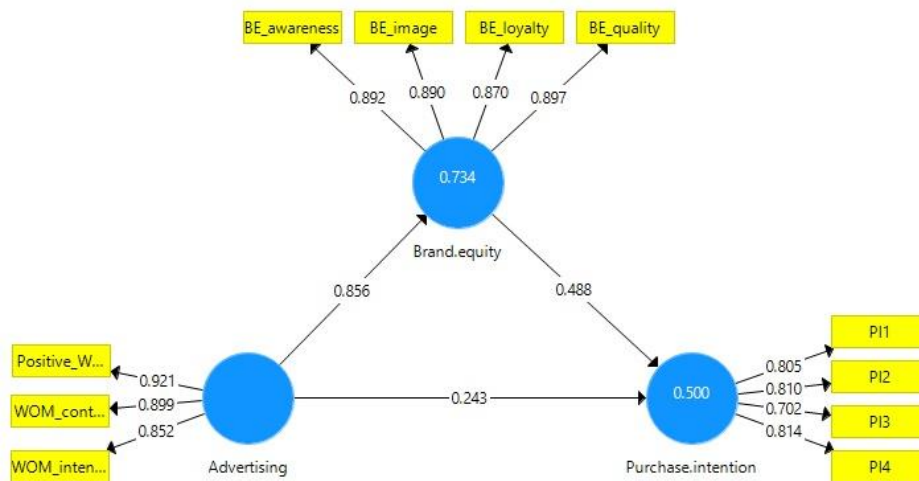 BE_awareness
BE_image
BE_loyalty
BE_quality
0.892
0.890
0.870
0.897
0.734
Brand.equity
0.856
0.488
Positive_W...
WOM_cont...
WOM_inten...
0.921
0.899
0.852
Advertising
0.243
0.500
Purchase.intention
0.805
0.810
0.702
0.814
PI1
PI2
PI3
PI4